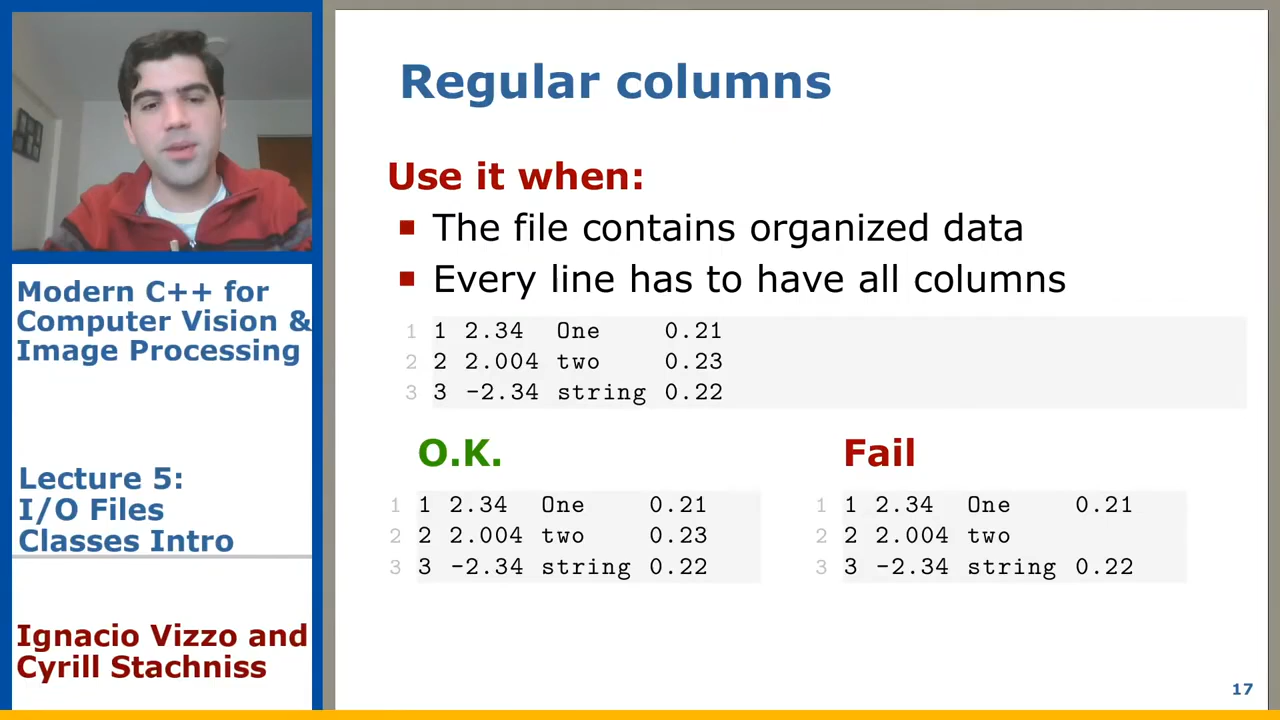 Regular columns
Use it when:
The file contains organized data
Every line has to have all columns
1 1 2.34 One 0.21
2 2 2.004 two 0.23
3 3 -2.34 string 0.22
O.K.
1 1 2.34 One 0.21
2 2 2.004 two 0.23
3 3 -2.34 string 0.22
Fail
1 1 2.34 One 0.21
2 2 2.004 two
3 3 -2.34 string 0.22
Modern C++ for
Computer Vision &
Image Processing
Lecture 5:
I/O Files
Classes Intro
Ignacio Vizzo and
Cyrill Stachniss
17